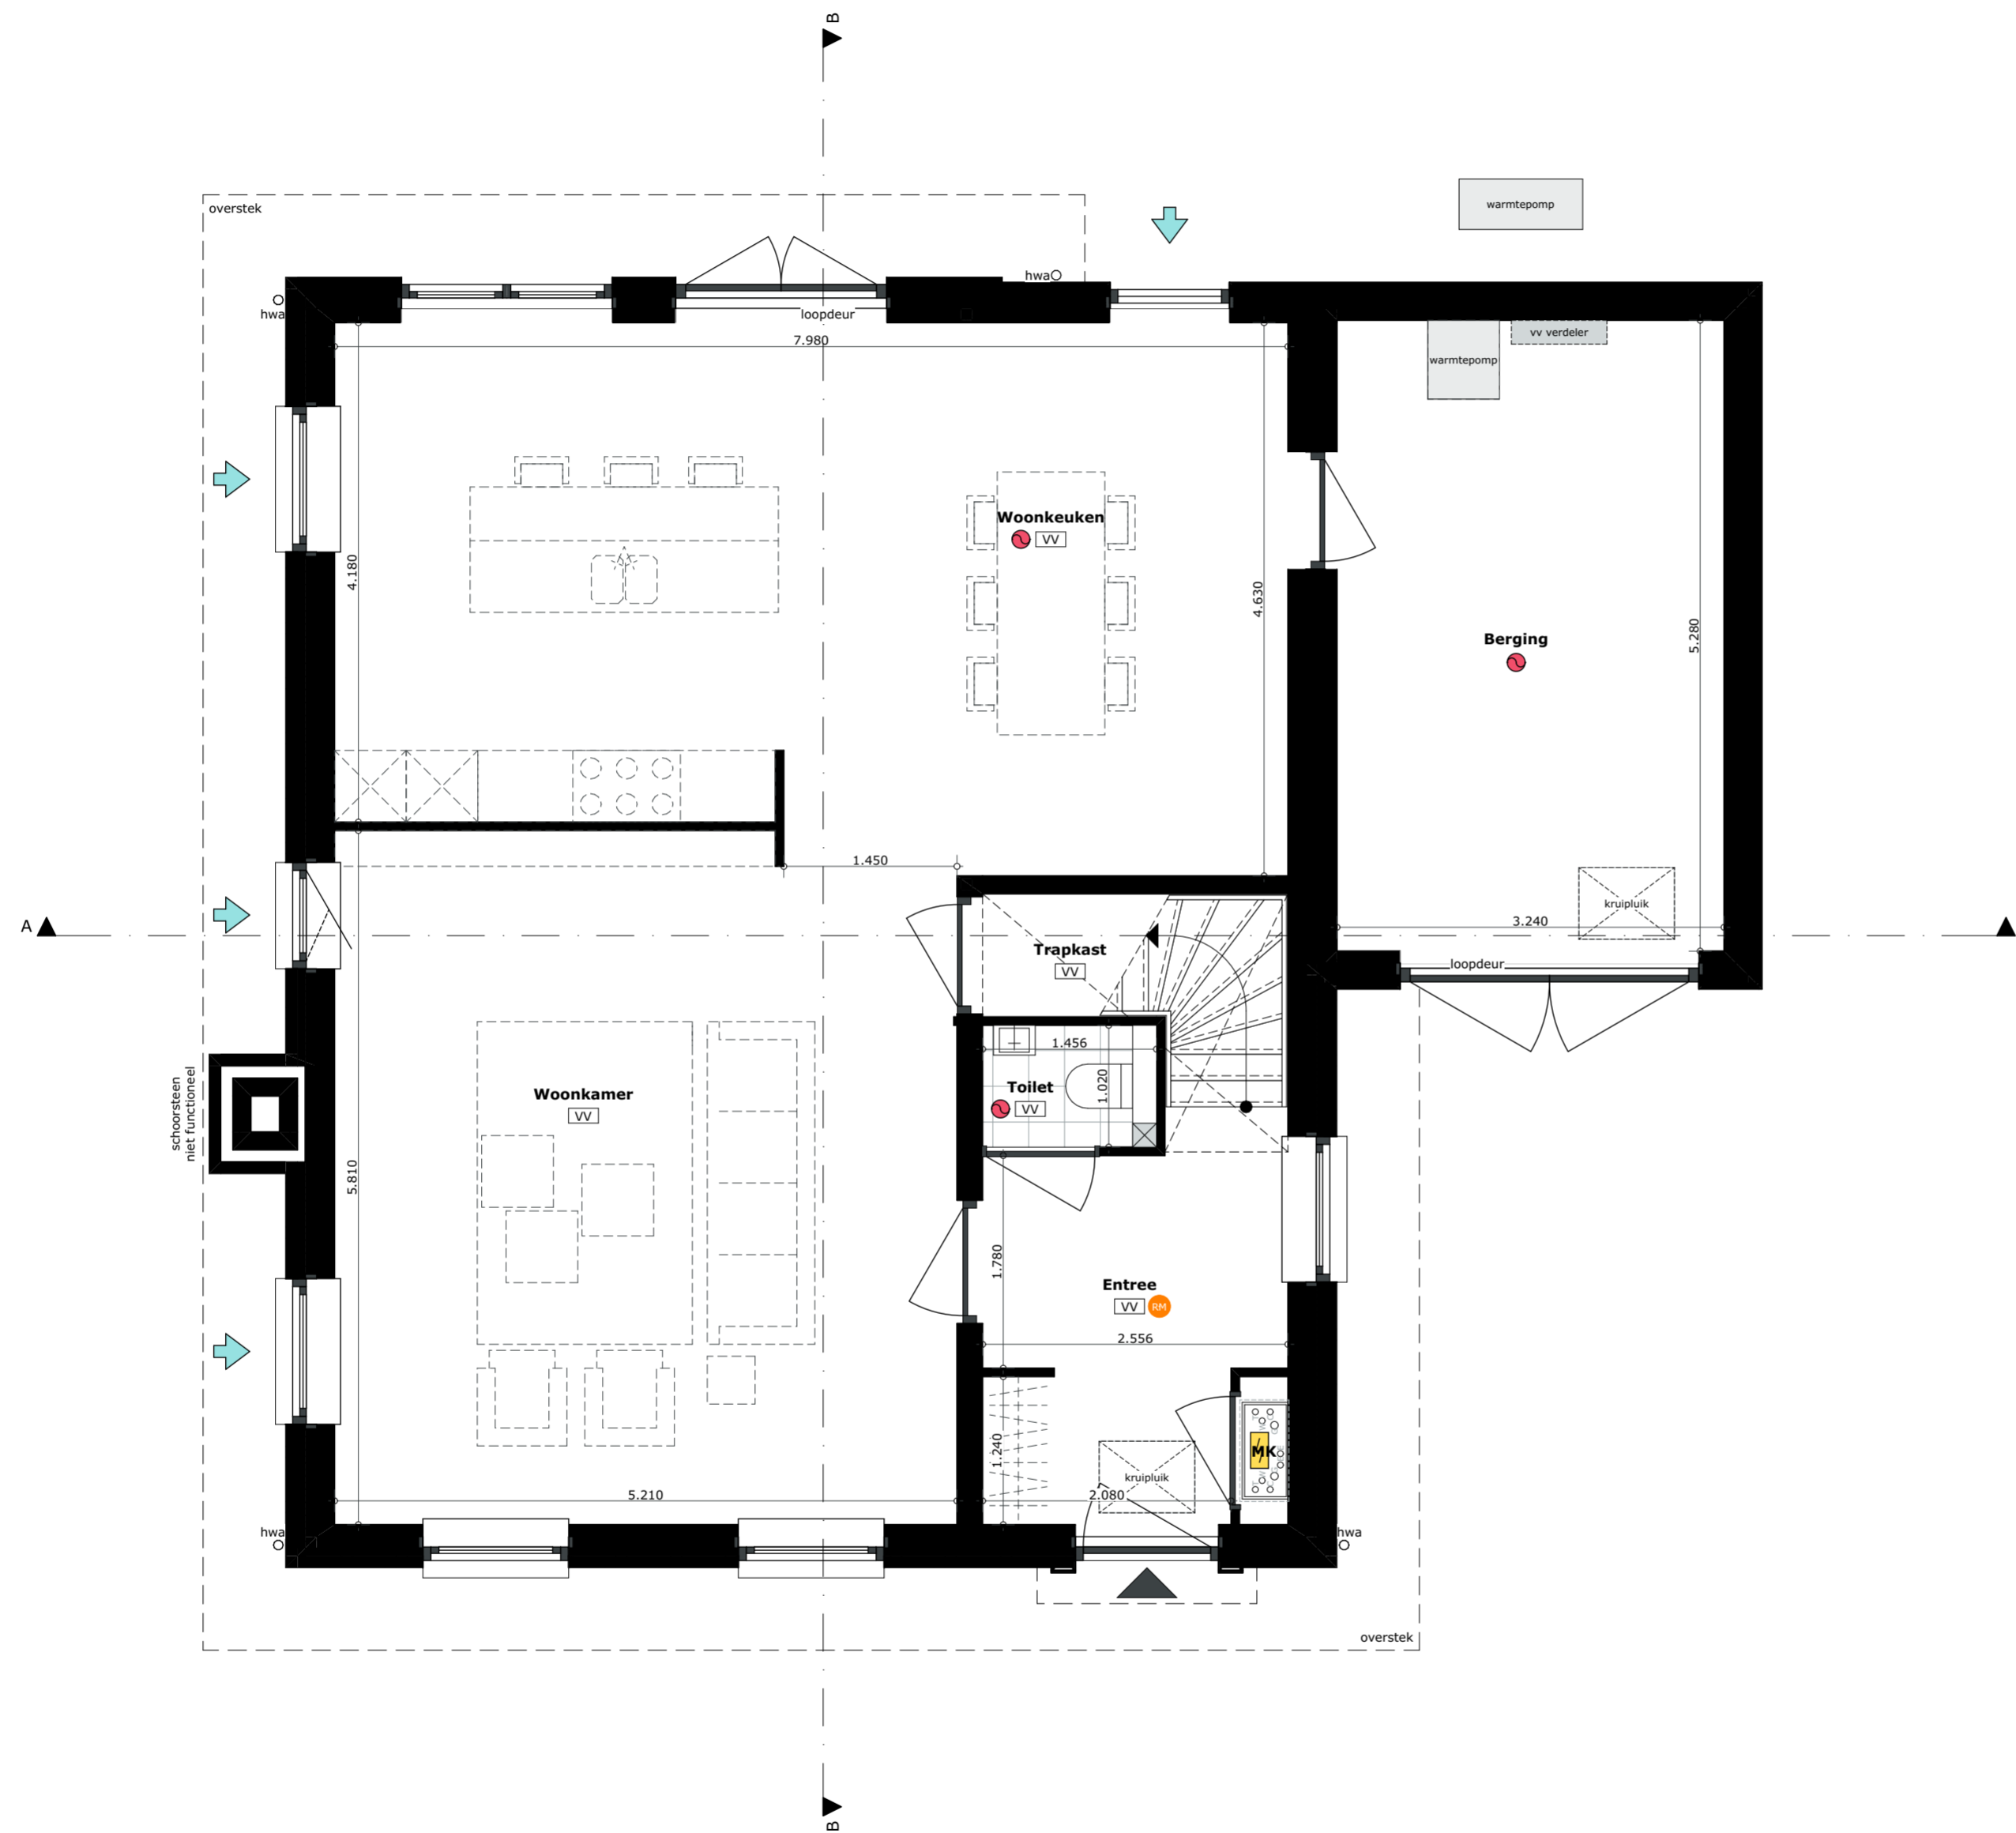 B
overstek
warmtepomp
hwa
hwa
loopdeur
vv verdeler
7.980
warmtepomp
Woonkeuken
VV
4.180
4.630
5.280
Berging
1.450
kruipluik
3.240
A
Trapkast
VV
loopdeur
1.456
schoorsteen
niet functioneel
Woonkamer
VV
Toilet
VV
1.020
5.810
1.780
Entree
VV
RM
2.556
1.240
MK
kruipluik
5.210
2.080
hwa
hwa
overstek
B